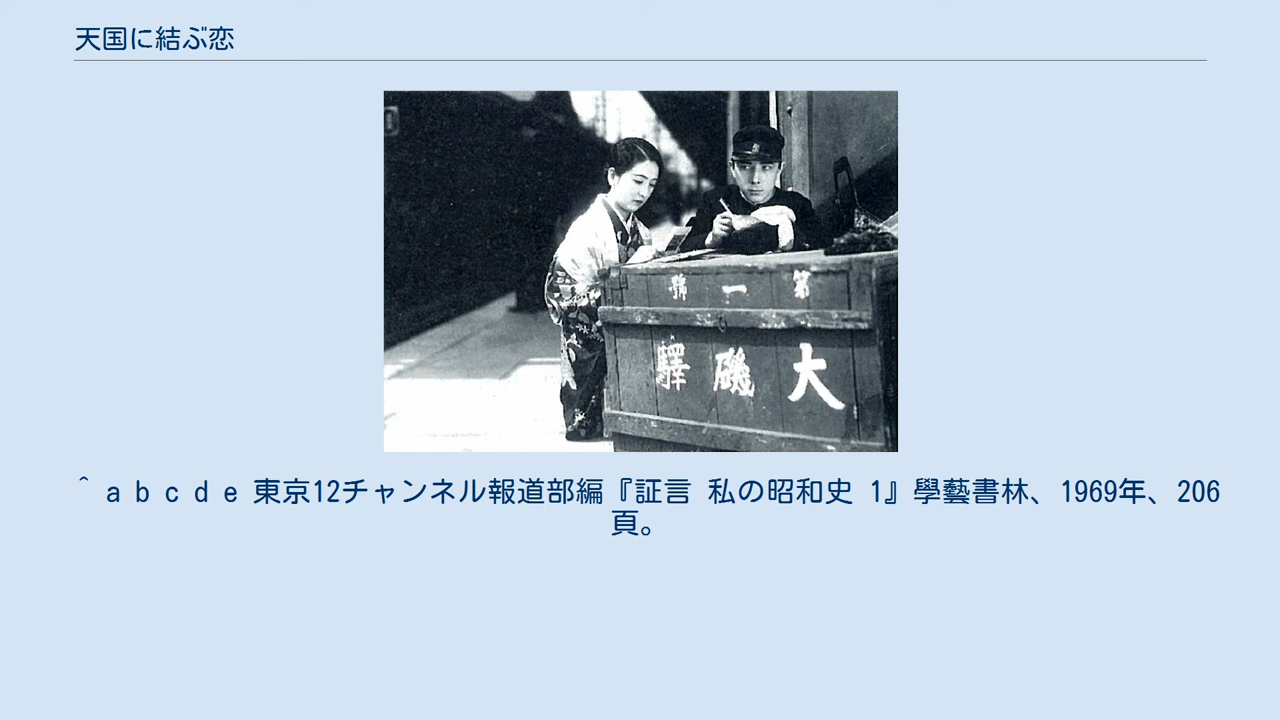 天国に結ぶ恋
第一號
大磯驛
^ a b c d e 東京12チャンネル報道部編『証言 私の昭和史 1』學藝書林、1969年、206
頁。